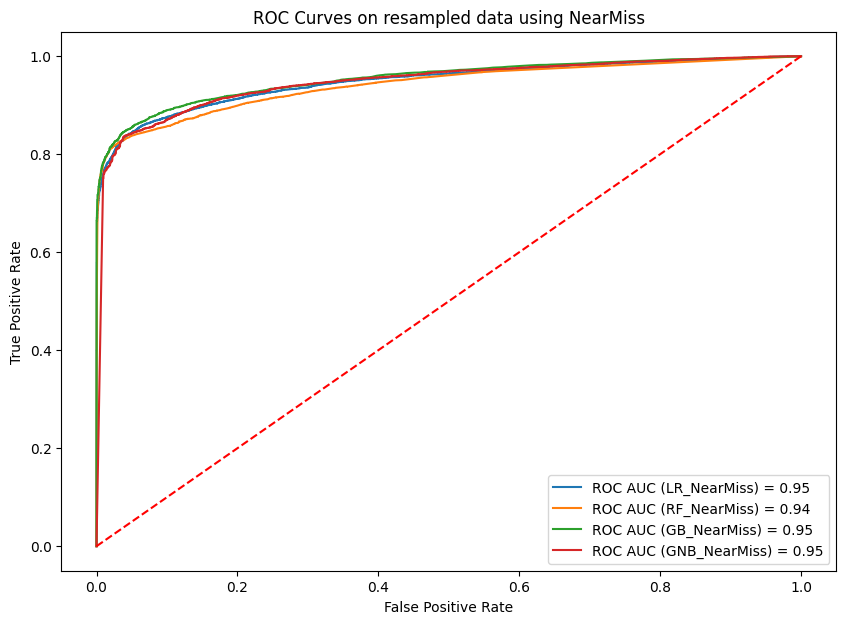 ROC Curves on resampled data using NearMiss
1.0
0.8
0.6
0.4
0.2
0.0
True Positive Rate
ROC AUC (LR_NearMiss) = 0.95
ROC AUC (RF_NearMiss) = 0.94
ROC AUC (GB_NearMiss) = 0.95
ROC AUC (GNB_NearMiss) = 0.95
0.0 0.2 0.4 0.6 0.8 1.0
False Positive Rate